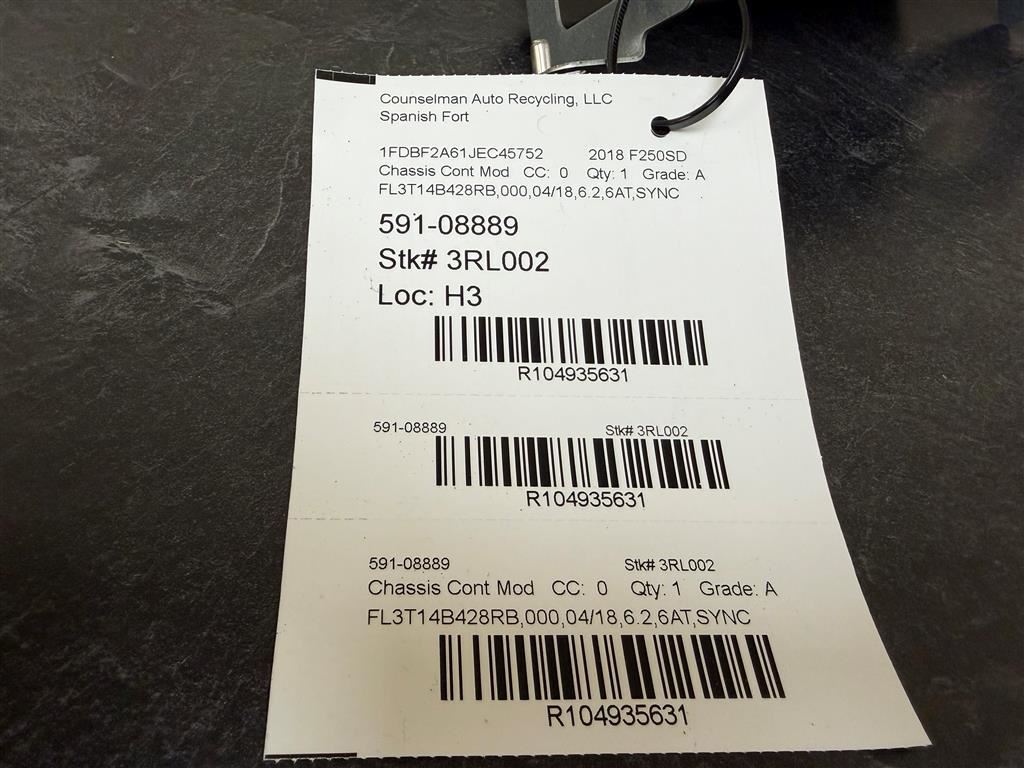 Counselman Auto Recycling, LLC
Spanish Fort
1FDBF2A61JEC45752 2018 F250SD
Chassis Cont Mod CC: 0 Qty: 1 Grade: A
FL3T14B428RB,000,04/18,6.2,6AT,SYNC
591-08889
Stk# 3RL002
Loc: H3
R104935631
591-08889 Stk# 3RL002
R104935631
591-08889 Stk# 3RL002
Chassis Cont Mod CC: 0 Qty: 1 Grade: A
FL3T14B428RB,000,04/18,6.2,6AT,SYNC
R104935631